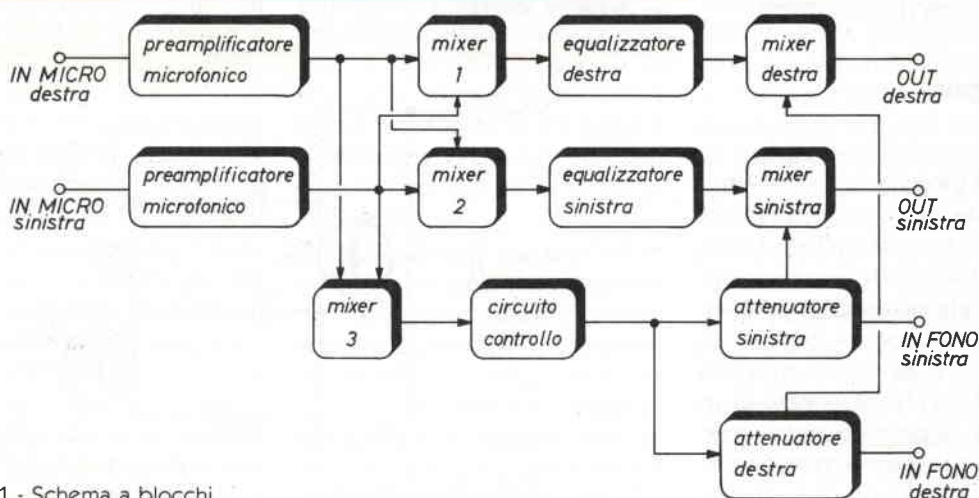 IN MICRO
destra
preamplificatore
microfonico
mixer
1
equalizzatore
destra
mixer
destra
OUT
destra
IN MICRO
sinistra
preamplificatore
microfonico
mixer
2
equalizzatore
sinistra
mixer
sinistra
OUT
sinistra
mixer
3
circuito
controllo
attenuatore
sinistra
IN FONO
sinistra
attenuatore
destra
IN FONO
destra
1 - Schema a blocchi